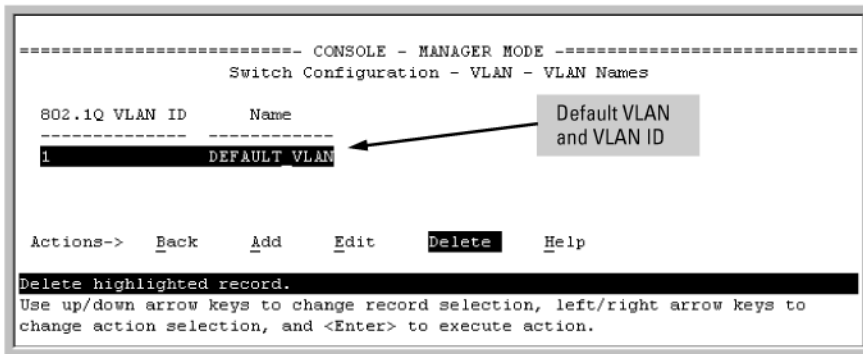 ==========================- CONSOLE - MANAGER MODE -============================
Switch Configuration - VLAN - VLAN Names
802.1Q VLAN ID Name
-------------- ------------
1 DEFAULT_VLAN
Default VLAN
and VLAN ID
Actions-> Back Add Edit Delete Help
Delete highlighted record.
Use up/down arrow keys to change record selection, left/right arrow keys to
change action selection, and <Enter> to execute action.